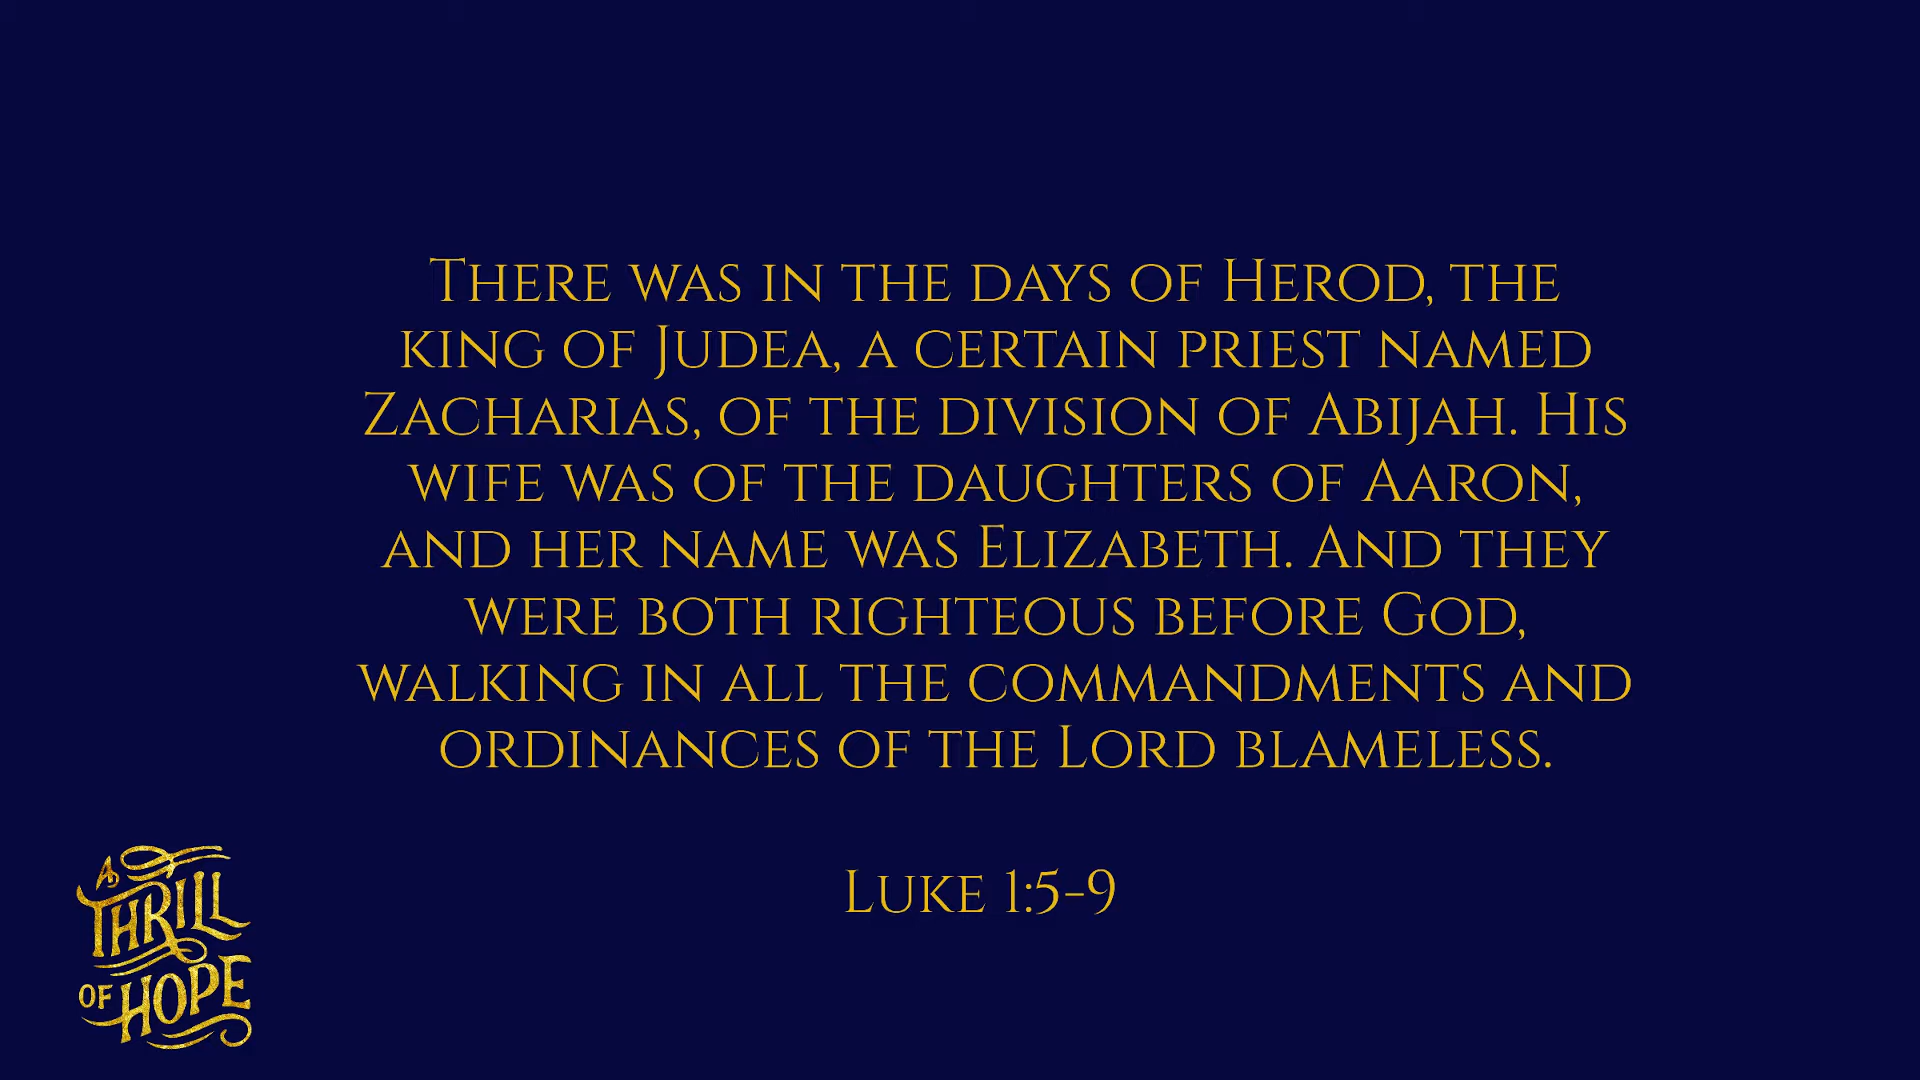 There was in the days of Herod, the
king of Judea, a certain priest named
Zacharias, of the division of Abijah. His
wife was of the daughters of Aaron,
and her name was Elizabeth. And they
were both righteous before God,
walking in all the commandments and
ordinances of the Lord blameless.
Luke 1:5-9
A
THRILL
OF HOPE